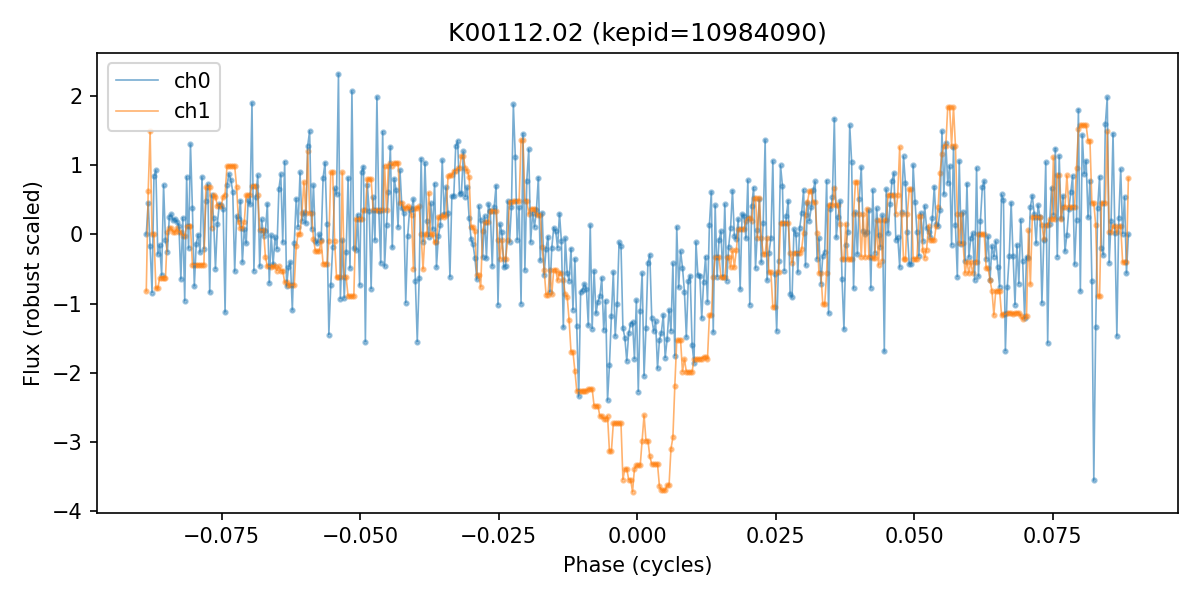 K00112.02 (kepid=10984090)
ch0
ch1
Flux (robust scaled)
2
1
0
−1
−2
−3
−4
−0.075
−0.050
−0.025
0.000
0.025
0.050
0.075
Phase (cycles)